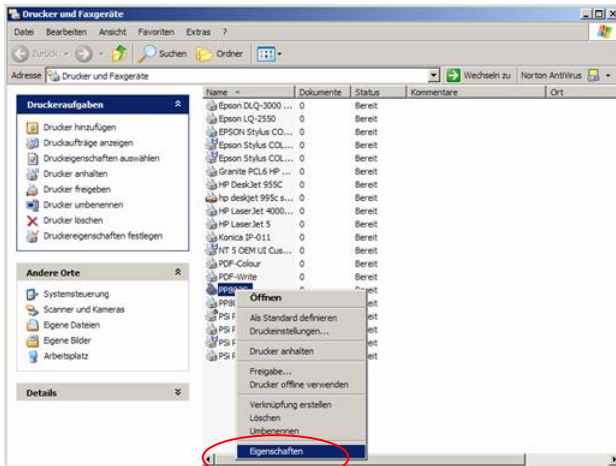 Drucker und Faxgeräte
Datei Bearbeiten Ansicht Favoriten Extras ?
Zurück Suchen Ordner
Adresse Drucker und Faxgeräte Wechseln zu Norton AntiVirus
Name Dokumente Status Kommentare Ort
Druckeraufgaben
Drucker hinzufügen
Druckaufträge anzeigen
Druckeigenschaften auswählen
Drucker anhalten
Drucker freigeben
Drucker umbenennen
Drucker löschen
Druckereigenschaften festlegen
Andere Orte
Systemsteuerung
Scanner und Kameras
Eigene Dateien
Eigene Bilder
Arbeitsplatz
Details
Epson DLQ-3000 ... 0 Bereit
Epson LQ-2550 0 Bereit
EPSON Stylus CO... 0 Bereit
Epson Stylus COL... 0 Bereit
Epson Stylus COL... 0 Bereit
Granite PCL6 HP ... 0 Bereit
HP DeskJet 955C 0 Bereit
hp deskjet 995c s... 0 Bereit
HP LaserJet 4000... 0 Bereit
HP LaserJet 5 0 Bereit
Konica IP-011 0 Bereit
NT 5 OEM UI Cus... 0 Bereit
PDF-Colour 0 Bereit
PDF-Write 0 Bereit
Öffnen
Als Standard definieren
Druckeinstellungen...
Drucker anhalten
Freigabe...
Drucker offline verwenden
Verknüpfung erstellen
Löschen
Umbenennen
Eigenschaften